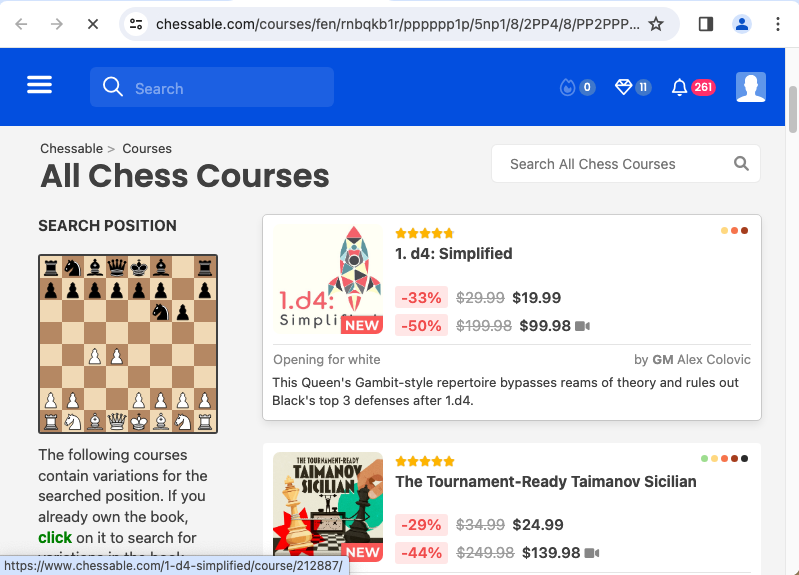 chessable.com/courses/fen/rnbqkb1r/pppppp1p/5np1/8/2PP4/8/PP2PPP...
Search
0
11
261
Chessable > Courses
All Chess Courses
Search All Chess Courses
SEARCH POSITION
The following courses
contain variations for the
searched position. If you
already own the book,
click on it to search for
1.d4:
Simplified
NEW
1. d4: Simplified
-33% $29.99 $19.99
-50% $199.98 $99.98
Opening for white
by GM Alex Colovic
This Queen's Gambit-style repertoire bypasses reams of theory and rules out
Black's top 3 defenses after 1.d4.
THE TOURNAMENT-READY
TAIMANOV
SICILIAN
NEW
The Tournament-Ready Taimanov Sicilian
-29% $34.99 $24.99
-44% $249.98 $139.98
https://www.chessable.com/1-d4-simplified/course/212887/